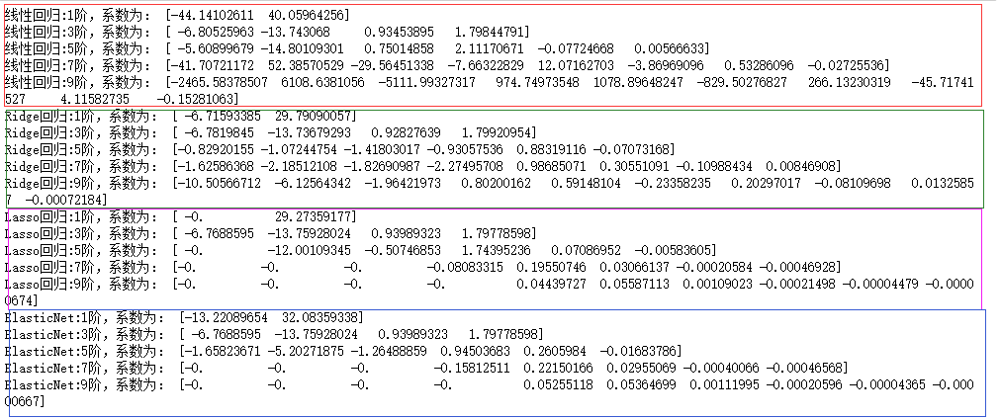 线性回归:1阶，系数为： [-44.14102611  40.05964256]
线性回归:3阶，系数为： [ -6.80525963 -13.743068     0.93453895   1.79844791]
线性回归:5阶，系数为： [ -5.60899679 -14.80109301   0.75014858   2.11170671  -0.07724668   0.00566633]
线性回归:7阶，系数为： [-41.70721172  52.38570529 -29.56451338  -7.66322829  12.07162703  -3.86969096   0.53286096  -0.02725536]
线性回归:9阶，系数为： [-2465.58378507  6108.6381056  -5111.99327317   974.74973548  1078.89648247  -829.50276827   266.13230319   -45.71741
527     4.11582735    -0.15281063]
Ridge回归:1阶，系数为： [ -6.71593385  29.79090057]
Ridge回归:3阶，系数为： [ -6.7819845  -13.73679293   0.92827639   1.79920954]
Ridge回归:5阶，系数为： [-0.82920155 -1.07244754 -1.41803017 -0.93057536  0.88319116 -0.07073168]
Ridge回归:7阶，系数为： [-1.62586368 -2.18512108 -1.82690987 -2.27495708  0.98685071  0.30551091 -0.10988434  0.00846908]
Ridge回归:9阶，系数为： [-10.50566712  -6.12564342  -1.96421973   0.80200162   0.59148104  -0.23358235   0.20297017  -0.08109698   0.0132585
7  -0.00072184]
Lasso回归:1阶，系数为： [ -0.         29.27359177]
Lasso回归:3阶，系数为： [ -6.7688595  -13.75928024   0.93989323   1.79778598]
Lasso回归:5阶，系数为： [ -0.        -12.00109345  -0.50746853   1.74395236   0.07086952  -0.00583605]
Lasso回归:7阶，系数为： [-0.         -0.         -0.         -0.08083315  0.19550746  0.03066137 -0.00020584 -0.00046928]
Lasso回归:9阶，系数为： [-0.         -0.         -0.         -0.          0.04439727  0.05587113  0.00109023 -0.00021498 -0.00004479 -0.0000
0674]
ElasticNet:1阶，系数为： [-13.22089654  32.08359338]
ElasticNet:3阶，系数为： [ -6.7688595  -13.75928024   0.93989323   1.79778598]
ElasticNet:5阶，系数为： [-1.65823671 -5.20271875 -1.26488859  0.94503683  0.2605984  -0.01683786]
ElasticNet:7阶，系数为： [-0.         -0.         -0.         -0.15812511  0.22150166  0.02955069 -0.00040066 -0.00046568]
ElasticNet:9阶，系数为： [-0.         -0.         -0.         -0.          0.05255118  0.05364699  0.00111995 -0.00020596 -0.00004365 -0.0000
0667]